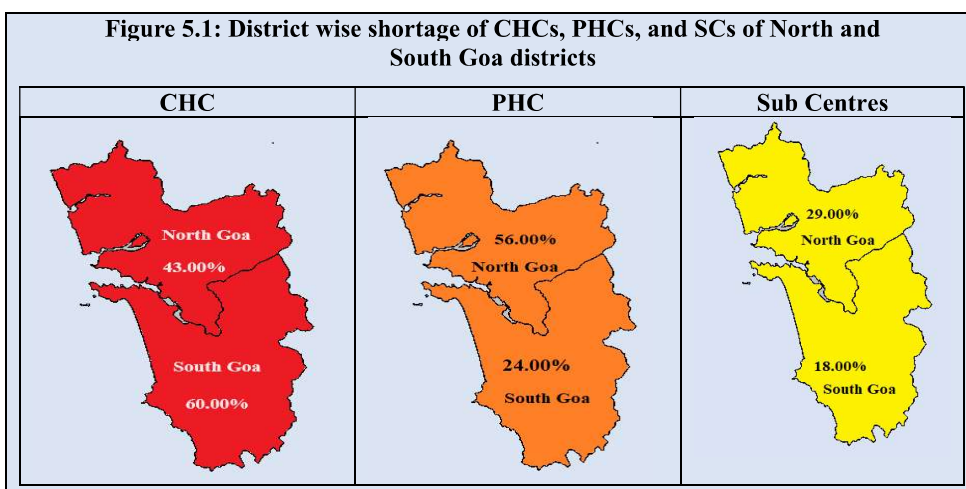 Figure 5.1: District wise shortage of CHCs, PHCs, and SCs of North and
South Goa districts
CHC
PHC
Sub Centres
North Goa
43.00%
South Goa
60.00%
56.00%
North Goa
24.00%
South Goa
29.00%
North Goa
18.00%
South Goa